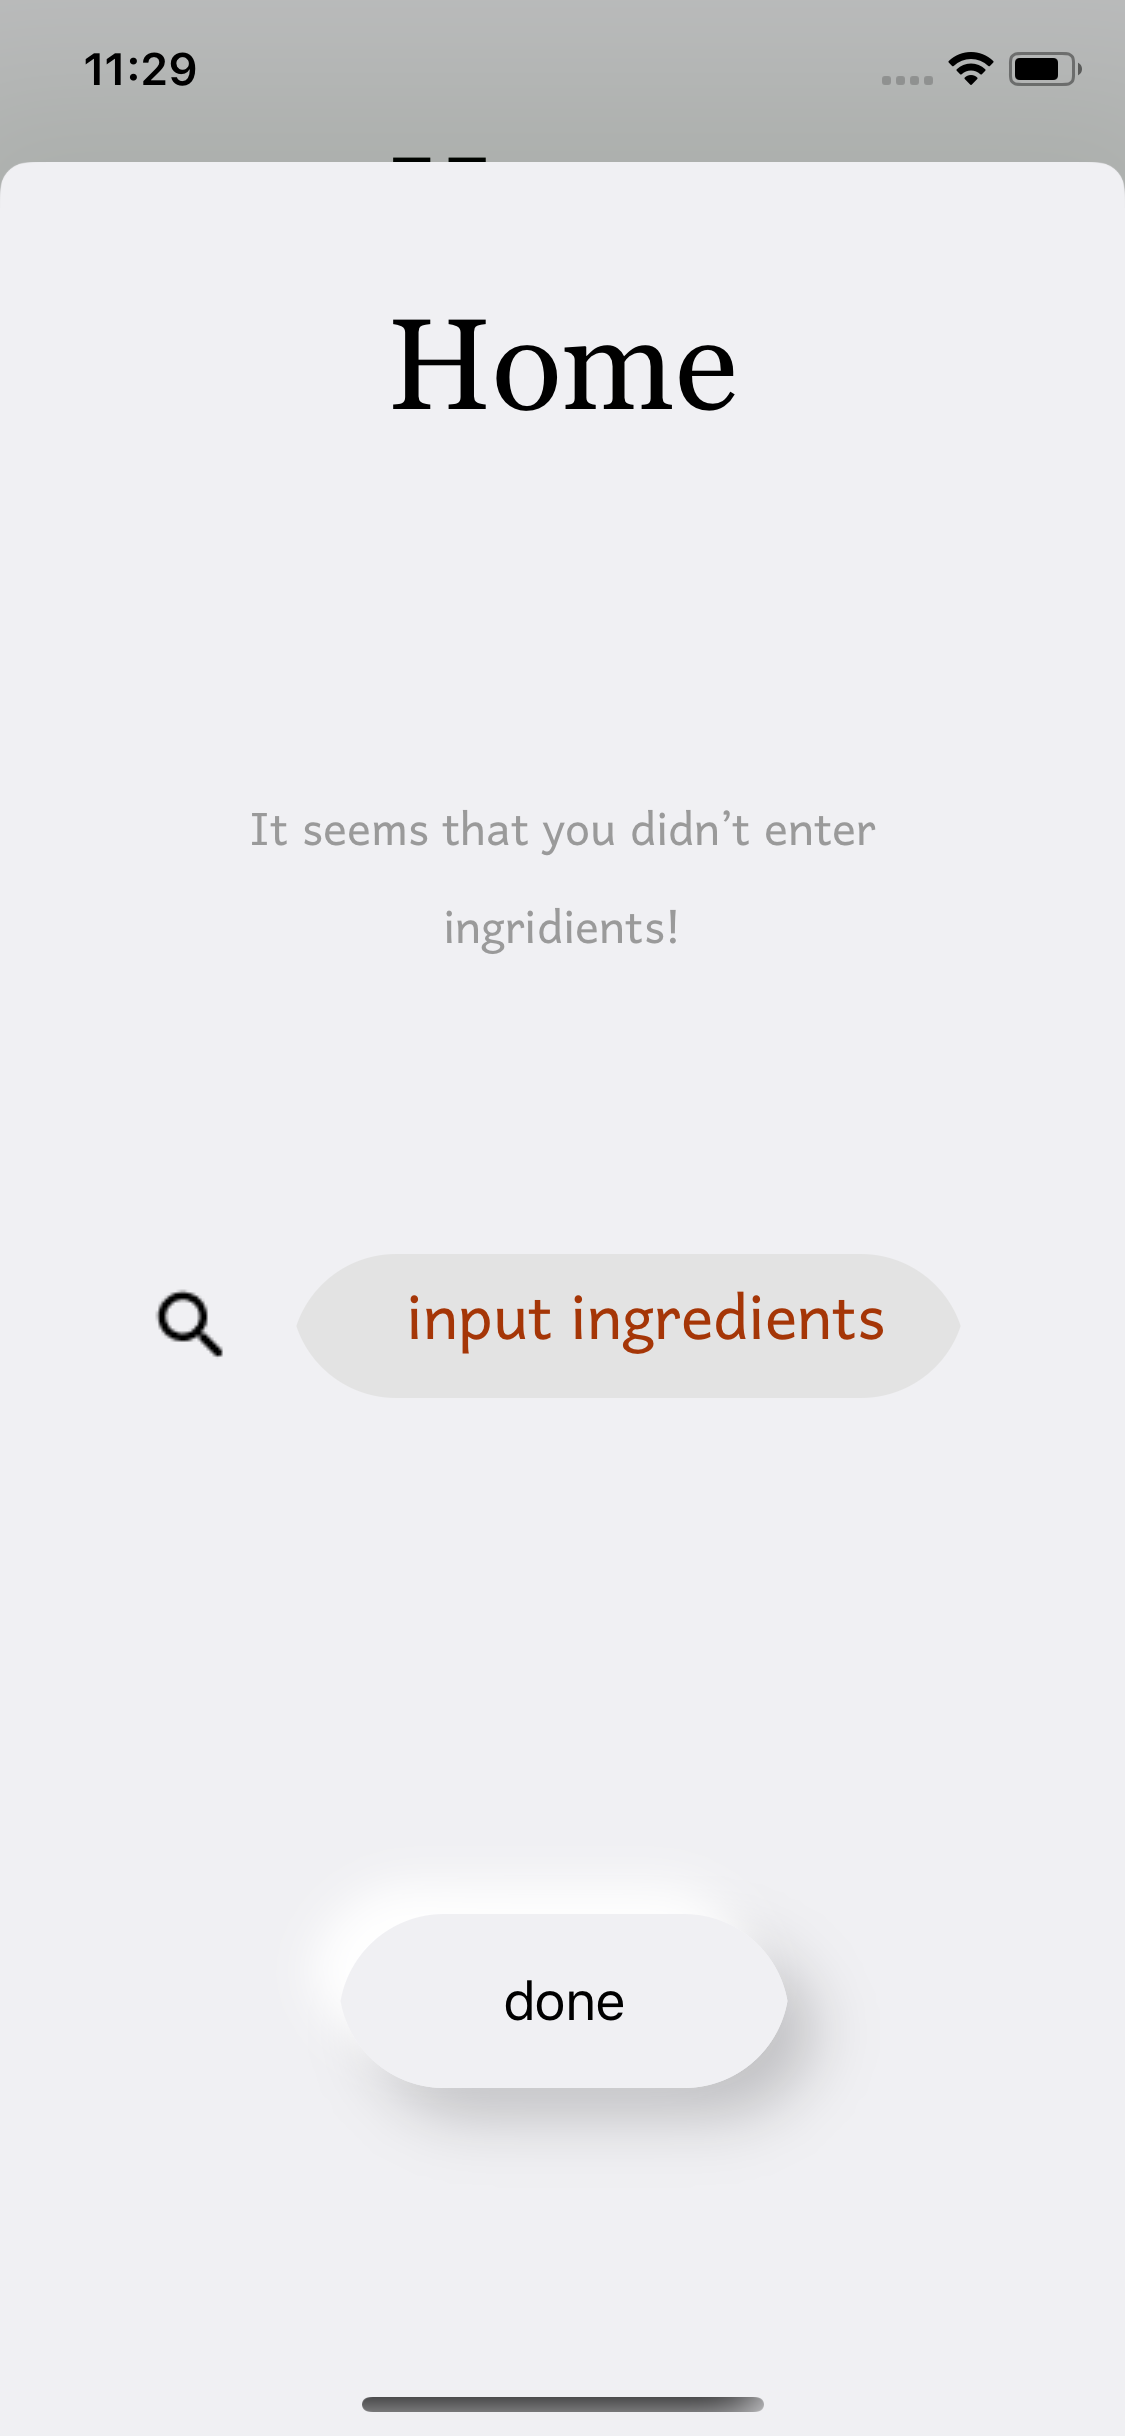 11:29
Home
It seems that you didn’t enter
ingridients!
input ingredients
done